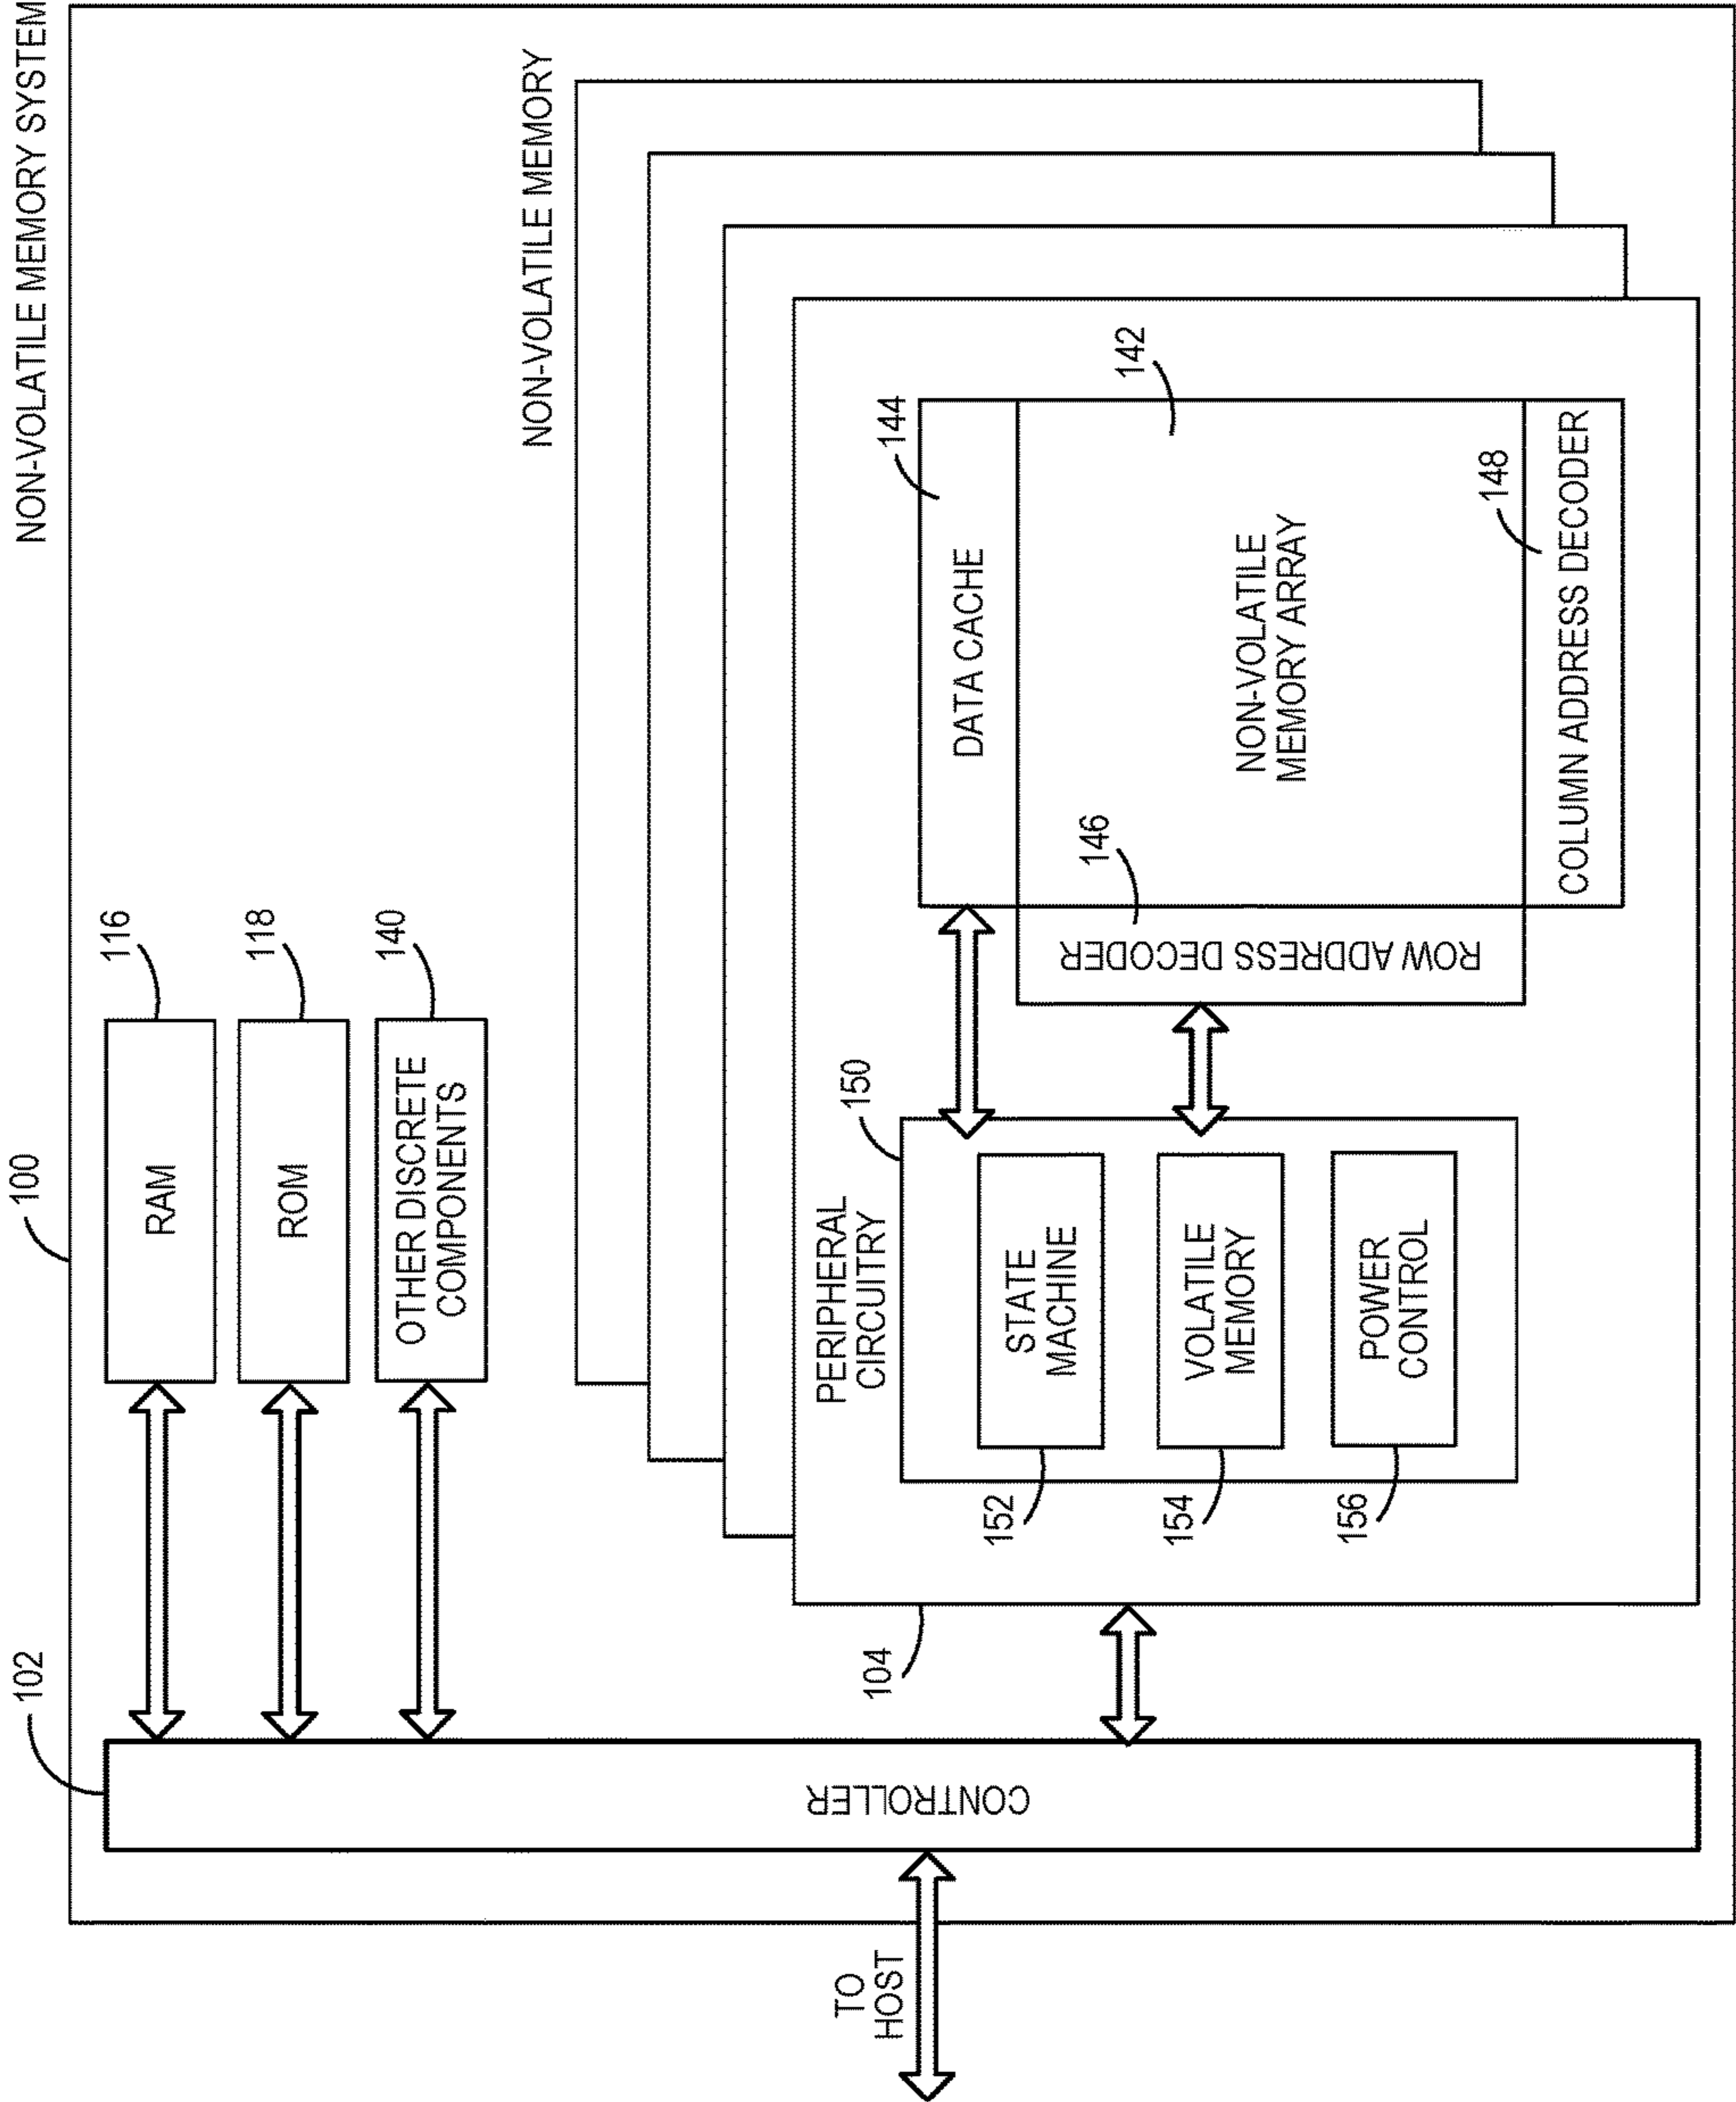 NON-VOLATILE MEMORY SYSTEM
100
102
CONTROLLER
TO
HOST
RAM
116
ROM
118
OTHER DISCRETE
COMPONENTS
140
NON-VOLATILE MEMORY
104
PERIPHERAL
CIRCUITRY
150
STATE
MACHINE
152
VOLATILE
MEMORY
154
POWER
CONTROL
156
DATA CACHE
144
ROW ADDRESS DECODER
146
NON-VOLATILE
MEMORY ARRAY
142
COLUMN ADDRESS DECODER
148